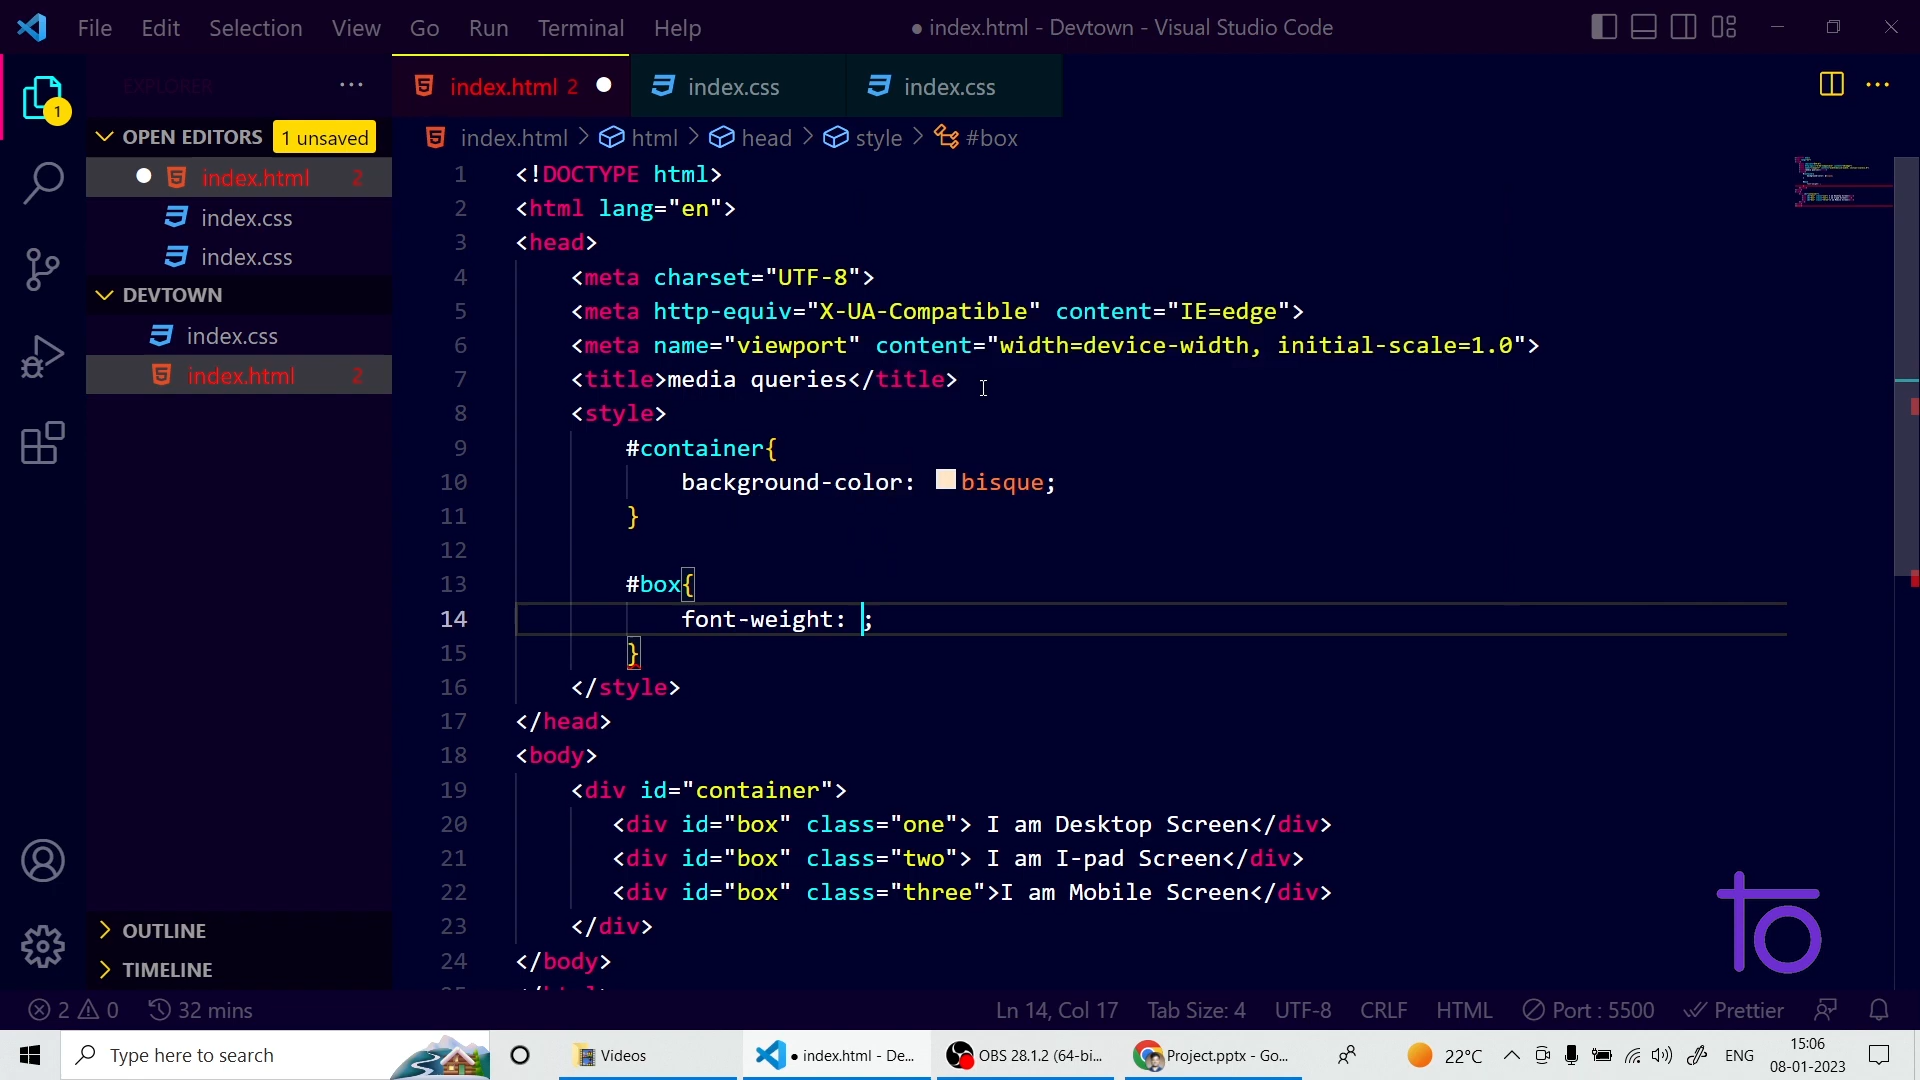 File Edit Selection View Go Run Terminal Help
● index.html - Devtown - Visual Studio Code
EXPLORER ···
index.html 2
index.css
index.css
1
OPEN EDITORS 1 unsaved
index.html 2
index.css
index.css
DEVTOWN
index.css
index.html 2
OUTLINE
TIMELINE
index.html > html > head > style > #box
1 <!DOCTYPE html>
2 <html lang="en">
3 <head>
4 <meta charset="UTF-8">
5 <meta http-equiv="X-UA-Compatible" content="IE=edge">
6 <meta name="viewport" content="width=device-width, initial-scale=1.0">
7 <title>media queries</title>
8 <style>
9 #container{
10 background-color: bisque;
11 }
12
13 #box{
14 font-weight: ;
15 }
16 </style>
17 </head>
18 <body>
19 <div id="container">
20 <div id="box" class="one"> I am Desktop Screen</div>
21 <div id="box" class="two"> I am I-pad Screen</div>
22 <div id="box" class="three">I am Mobile Screen</div>
23 </div>
24 </body>
2 0 32 mins
Ln 14, Col 17 Tab Size: 4 UTF-8 CRLF HTML Port : 5500 Prettier
Type here to search
Videos
● index.html - De...
OBS 28.1.2 (64-bi...
Project.pptx - Go...
22°C
ENG
15:06
08-01-2023